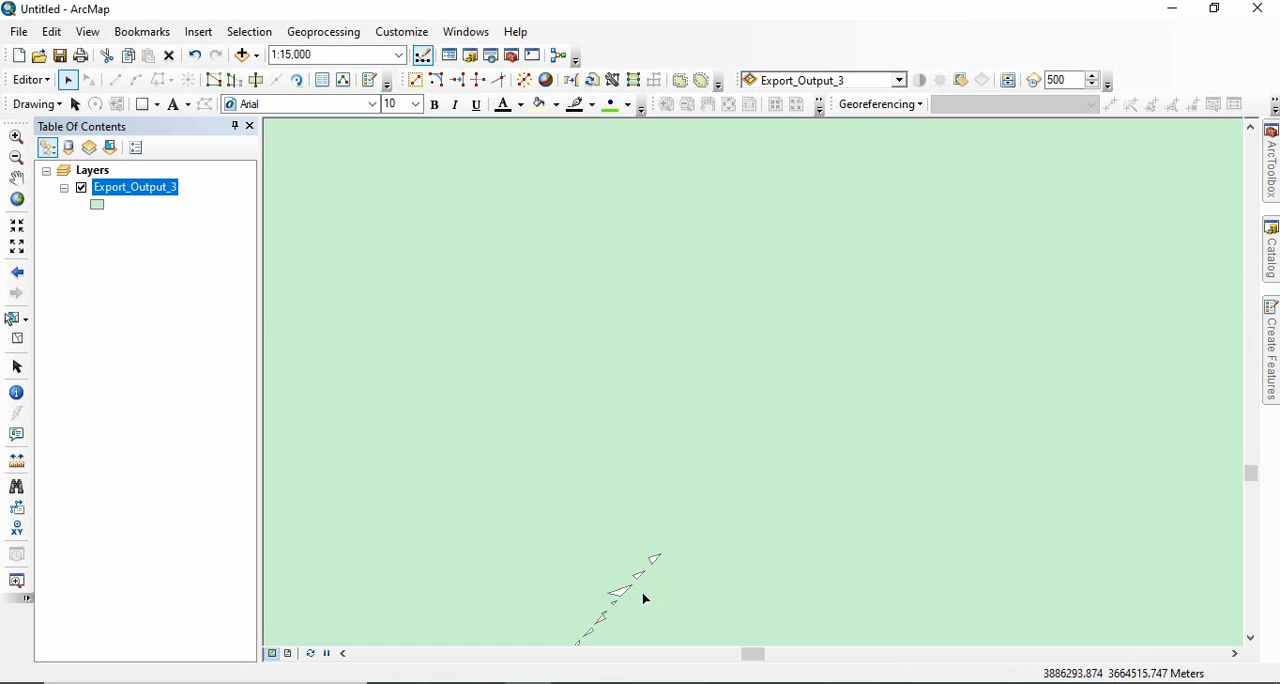 Untitled - ArcMap
File Edit View Bookmarks Insert Selection Geoprocessing Customize Windows Help
1:15,000
Editor Export_Output_3 500
Drawing A Arial 10 B I U A Georeferencing
Table Of Contents
ArcToolbox
Layers
Export_Output_3
Catalog
Create Features
XY
3886293.874 3664515.747 Meters